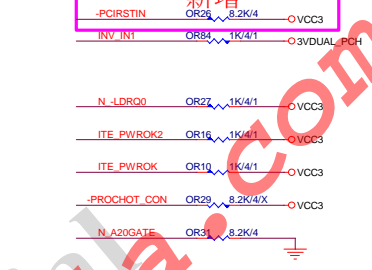 新增
-PCIRSTIN OR26 8.2K/4 VCC3
INV_IN1 OR84 1K/4/1 3VDUAL_PCH
N_-LDRQ0 OR27 1K/4/1 VCC3
ITE_PWROK2 OR16 1K/4/1 VCC3
ITE_PWROK OR10 1K/4/1 VCC3
-PROCHOT_CON OR29 8.2K/4/X VCC3
N_A20GATE OR31 8.2K/4
a.com